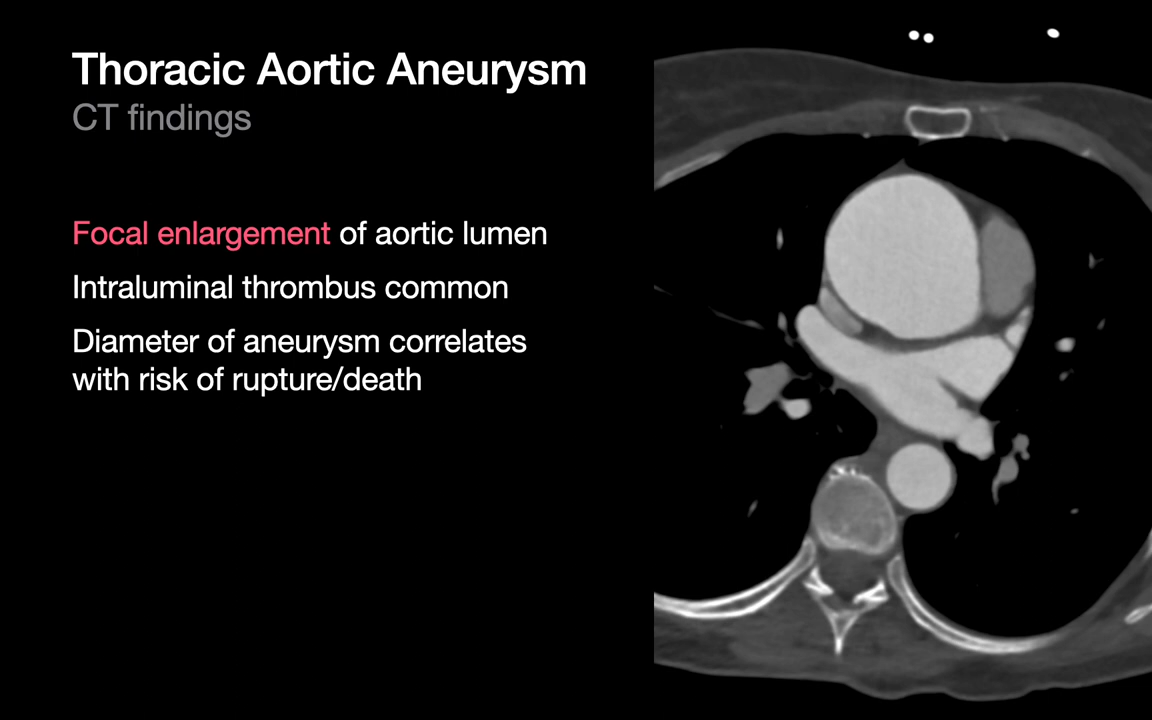 Thoracic Aortic Aneurysm
CT findings
Focal enlargement of aortic lumen
Intraluminal thrombus common
Diameter of aneurysm correlates
with risk of rupture/death